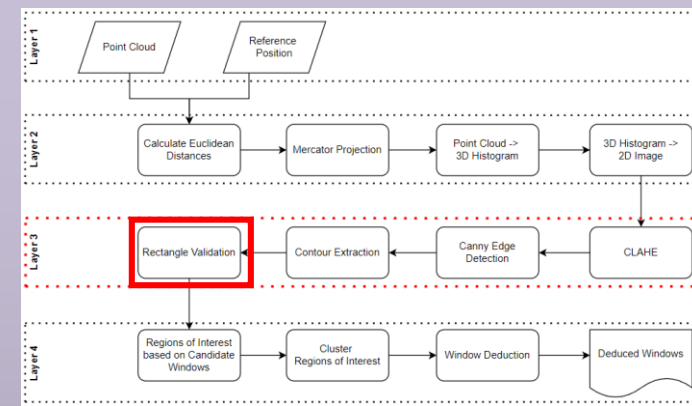 Layer 1
Point Cloud
Reference
Position
Layer 2
Calculate Euclidean
Distances
Mercator Projection
Point Cloud ->
3D Histogram
3D Histogram ->
2D Image
Layer 3
Rectangle Validation
Contour Extraction
Canny Edge
Detection
CLAHE
Layer 4
Regions of Interest
based on Candidate
Windows
Cluster
Regions of Interest
Window Deduction
Deduced Windows